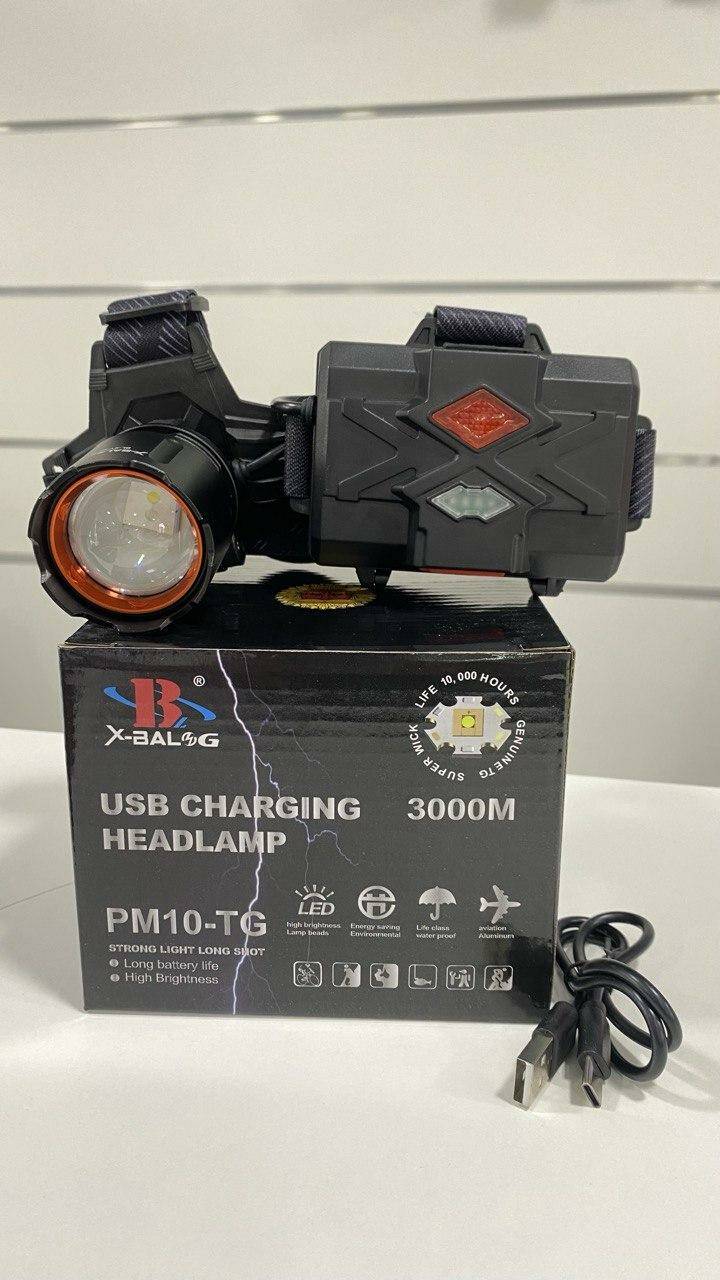 B
®
X-BALOG
LIFE 10,000 HOURS
GENUINE TG
SUPER WICK
USB CHARGING
HEADLAMP
3000M
PM10-TG
STRONG LIGHT LONG SHOT
Long battery life
High Brightness
LED
high brightness
Lamp beads
Energy saving
Environmental
Life class
water proof
aviation
Aluminum